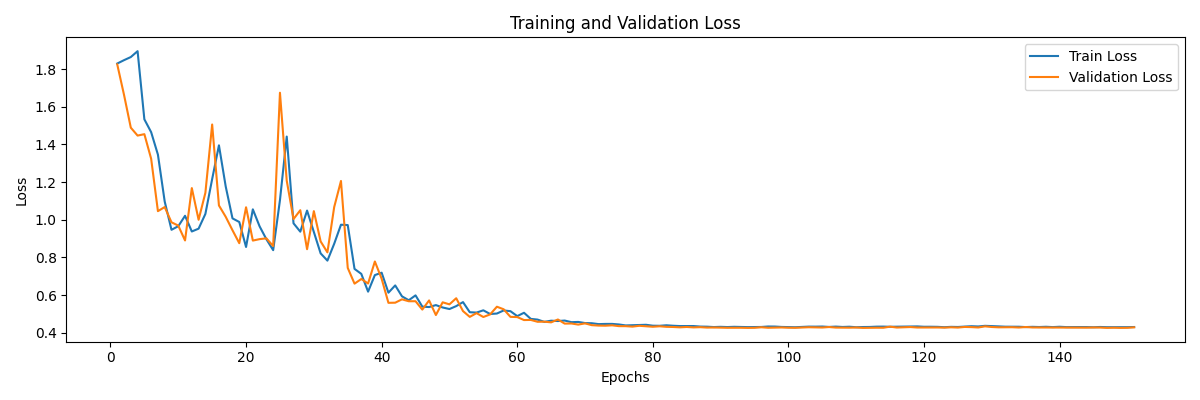 Training and Validation Loss
Train Loss
Validation Loss
1.8
1.6
1.4
1.2
1.0
0.8
0.6
0.4
Loss
0 20 40 60 80 100 120 140
Epochs